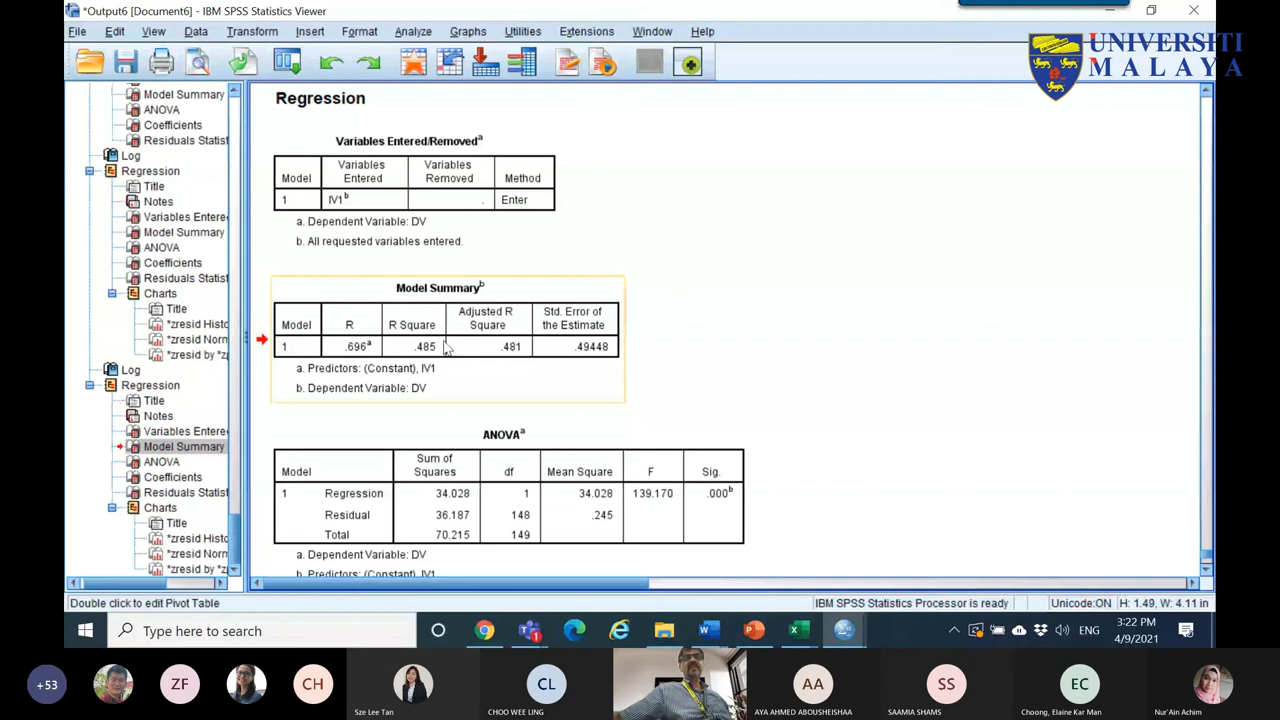 *Output6 [Document6] - IBM SPSS Statistics Viewer
File Edit View Data Transform Insert Format Analyze Graphs Utilities Extensions Window Help
UNIVERSITI
MALAYA
Model Summary
ANOVA
Coefficients
Residuals Statist
Log
Regression
Title
Notes
Variables Entere
Model Summary
ANOVA
Coefficients
Residuals Statist
Charts
Title
*zresid Histo
*zresid Norm
*zresid by *z
Log
Regression
Title
Notes
Variables Entere
Model Summary
ANOVA
Coefficients
Residuals Statist
Charts
Title
*zresid Histo
*zresid Norm
*zresid by *z
Regression
Variables Entered/Removedᵃ
Model Variables Entered Variables Removed Method
1 IV1ᵇ . Enter
a. Dependent Variable: DV
b. All requested variables entered.
Model Summaryᵇ
Model R R Square Adjusted R Square Std. Error of the Estimate
1 .696ᵃ .485 .481 .49448
a. Predictors: (Constant), IV1
b. Dependent Variable: DV
ANOVAᵃ
Model Sum of Squares df Mean Square F Sig.
1 Regression 34.028 1 34.028 139.170 .000ᵇ
Residual 36.187 148 .245
Total 70.215 149
a. Dependent Variable: DV
b. Predictors: (Constant), IV1
Double click to edit Pivot Table
IBM SPSS Statistics Processor is ready
Unicode:ON H: 1.49, W: 4.11 in
Type here to search
ENG
3:22 PM
4/9/2021
+53
ZF
CH
Sze Lee Tan
CL
CHOO WEE LING
AA
AYA AHMED ABOUSHEISHAA
SS
SAAMIA SHAMS
EC
Choong, Elaine Kar Man
Nur'Ain Achim